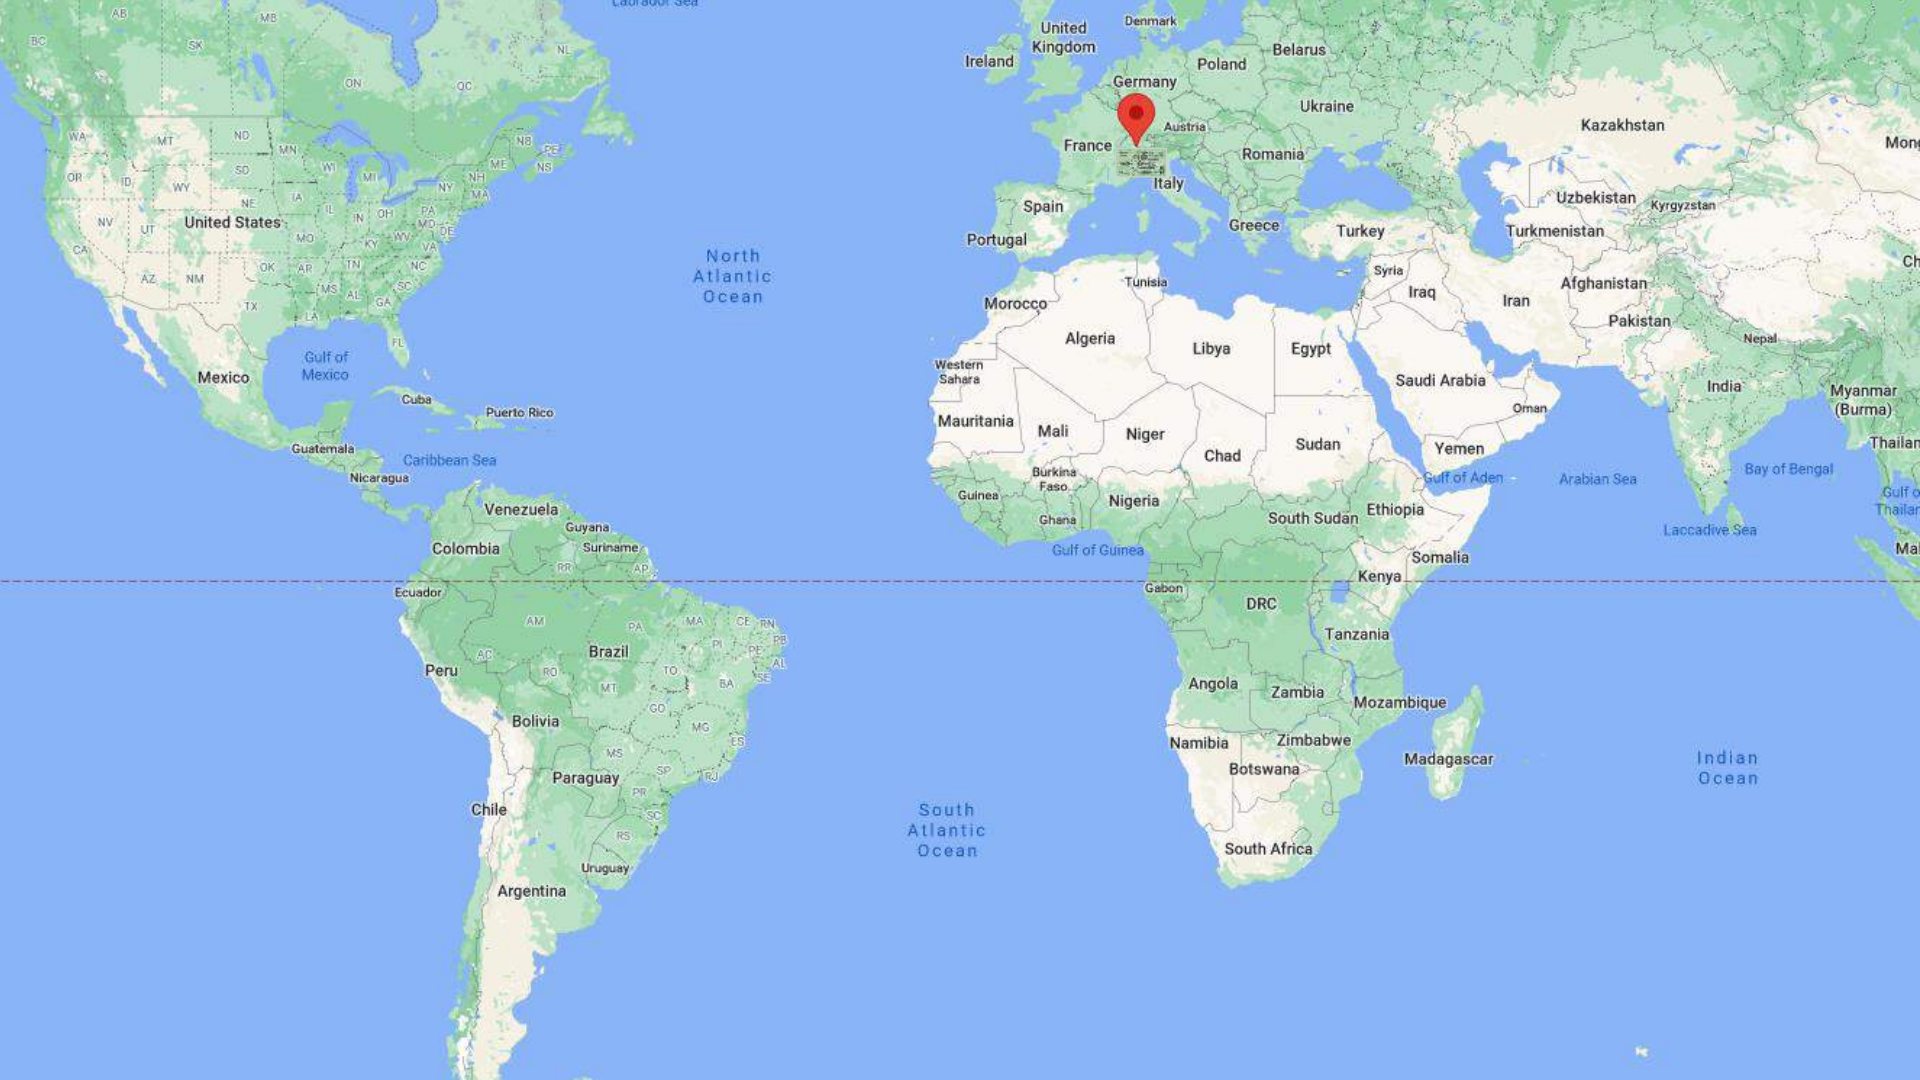 Labrador Sea
AB
MB
BC
SK
NL
ON
QC
United
Kingdom
Denmark
Ireland
Belarus
Poland
Germany
Ukraine
Austria
France
Kazakhstan
Mong
Romania
Italy
WA
MT
ND
MN
NB
PE
NS
ME
OR
ID
SD
WI
MI
NH
NY
MA
WY
NE
IA
IL
IN
OH
PA
MD
DE
NV
UT
United States
MO
KY
WV
VA
CA
AZ
NM
OK
AR
TN
NC
MS
AL
GA
SC
TX
LA
FL
Spain
Portugal
Greece
Turkey
Uzbekistan
Kyrgyzstan
Turkmenistan
Ch
North
Atlantic
Ocean
Tunisia
Syria
Iraq
Iran
Afghanistan
Pakistan
Nepal
Morocco
Algeria
Libya
Egypt
Gulf of
Mexico
Mexico
Western
Sahara
Saudi Arabia
India
Myanmar
(Burma)
Oman
Cuba
Puerto Rico
Mauritania
Mali
Niger
Chad
Sudan
Yemen
Thailan
Guatemala
Caribbean Sea
Nicaragua
Burkina
Faso
Gulf of Aden
Arabian Sea
Bay of Bengal
Gulf o
Thailan
Guinea
Nigeria
Ethiopia
Venezuela
Guyana
Ghana
South Sudan
Laccadive Sea
Colombia
Suriname
Gulf of Guinea
Somalia
Mal
RR
AP
Ecuador
Gabon
Kenya
DRC
AM
PA
MA
CE
RN
PB
PI
PE
AL
SE
Tanzania
Brazil
AC
Peru
RO
TO
MT
BA
Angola
Zambia
Mozambique
GO
Bolivia
MG
ES
Namibia
Zimbabwe
Madagascar
Indian
Ocean
MS
SP
RJ
Paraguay
Botswana
PR
Chile
SC
RS
South
Atlantic
Ocean
South Africa
Uruguay
Argentina